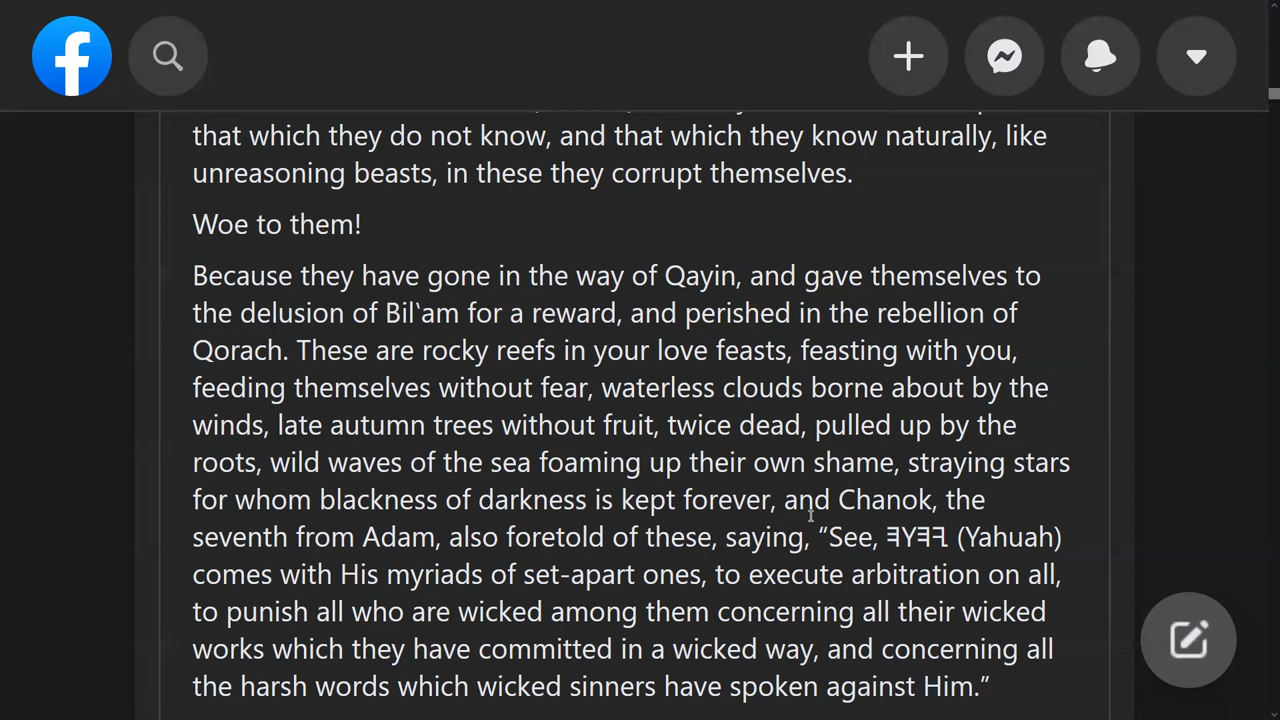 that which they do not know, and that which they know naturally, like
unreasoning beasts, in these they corrupt themselves.
Woe to them!
Because they have gone in the way of Qayin, and gave themselves to
the delusion of Bil‛am for a reward, and perished in the rebellion of
Qorach. These are rocky reefs in your love feasts, feasting with you,
feeding themselves without fear, waterless clouds borne about by the
winds, late autumn trees without fruit, twice dead, pulled up by the
roots, wild waves of the sea foaming up their own shame, straying stars
for whom blackness of darkness is kept forever, and Chanok, the
seventh from Adam, also foretold of these, saying, “See, 𐤉𐤄𐤅𐤄 (Yahuah)
comes with His myriads of set-apart ones, to execute arbitration on all,
to punish all who are wicked among them concerning all their wicked
works which they have committed in a wicked way, and concerning all
the harsh words which wicked sinners have spoken against Him.”